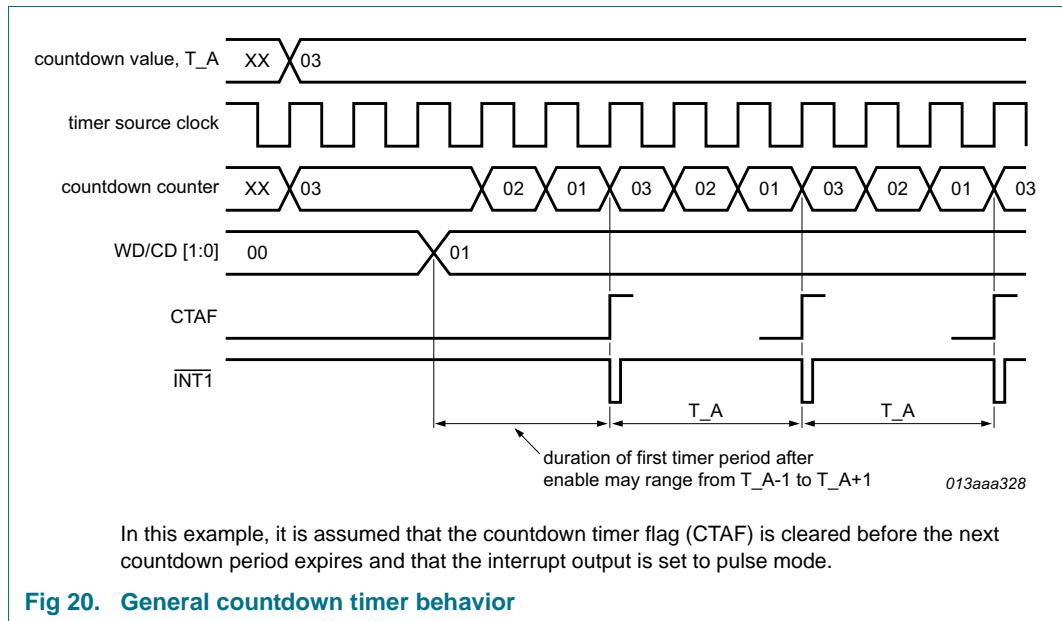 countdown value, T_A XX 03
timer source clock
countdown counter XX 03 02 01 03 02 01 03 02 01 03
WD/CD [1:0] 00 01
CTAF
INT1
T_A T_A
duration of first timer period after
enable may range from T_A-1 to T_A+1
013aaa328
In this example, it is assumed that the countdown timer flag (CTAF) is cleared before the next
countdown period expires and that the interrupt output is set to pulse mode.
Fig 20. General countdown timer behavior